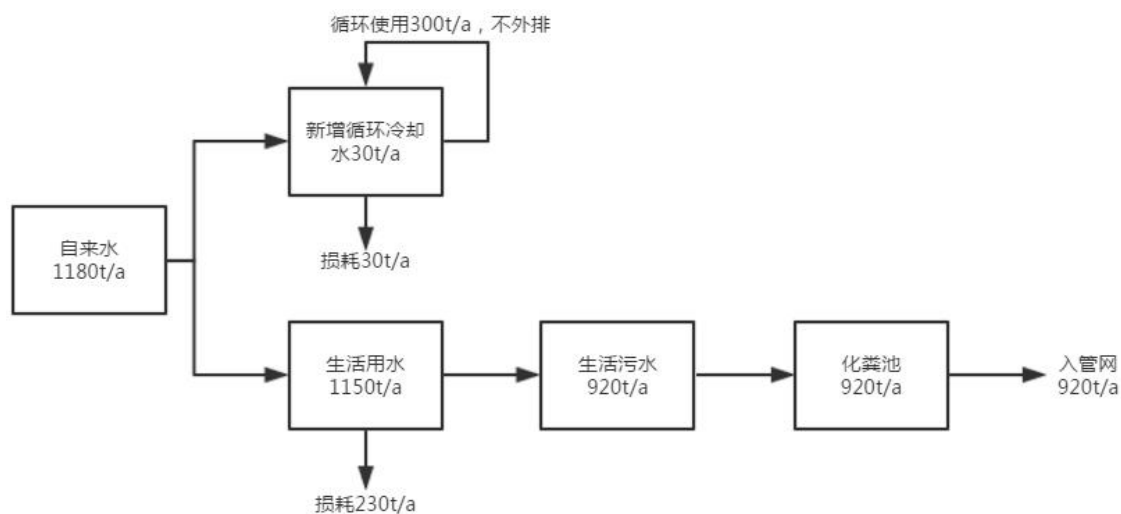 循环使用300t/a，不外排
新增循环冷却
水30t/a
自来水
1180t/a
损耗30t/a
生活用水
1150t/a
生活污水
920t/a
化粪池
920t/a
入管网
920t/a
损耗230t/a